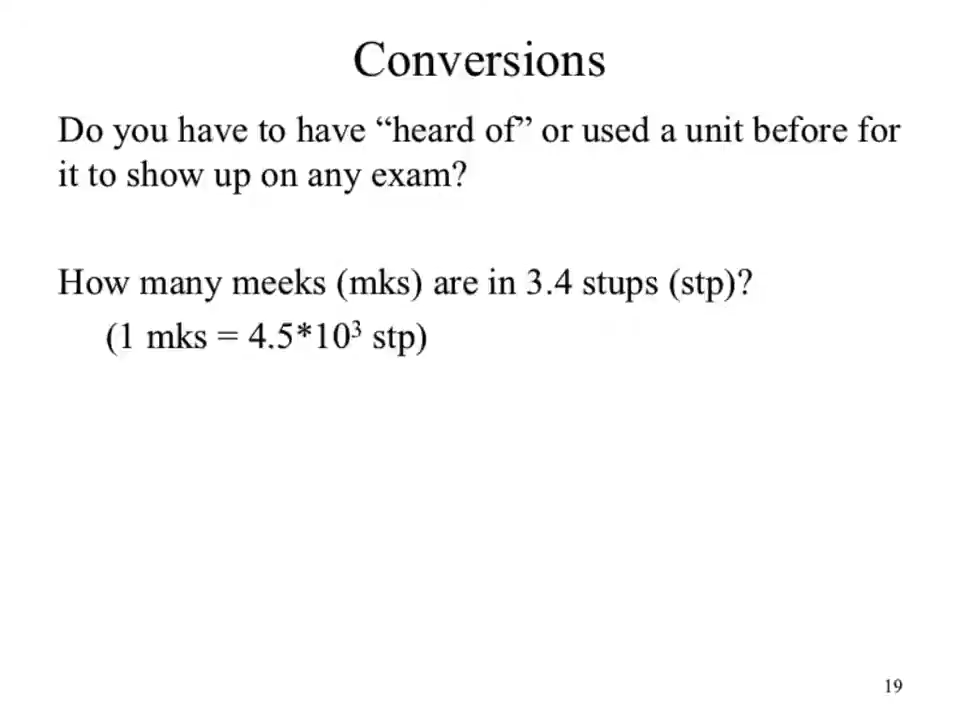 Conversions
Do you have to have “heard of” or used a unit before for
it to show up on any exam?
How many meeks (mks) are in 3.4 stups (stp)?
(1 mks = 4.5*10³ stp)
19